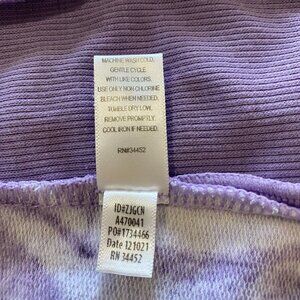 MACHINE WASH COLD,
GENTLE CYCLE
WITH LIKE COLORS.
USE ONLY NON CHLORINE
BLEACH WHEN NEEDED.
TUMBLE DRY LOW.
REMOVE PROMPTLY.
COOL IRON IF NEEDED.
RN#34452
ID#ZJGCN
A470041
PO#1734466
Date 121021
RN 34452